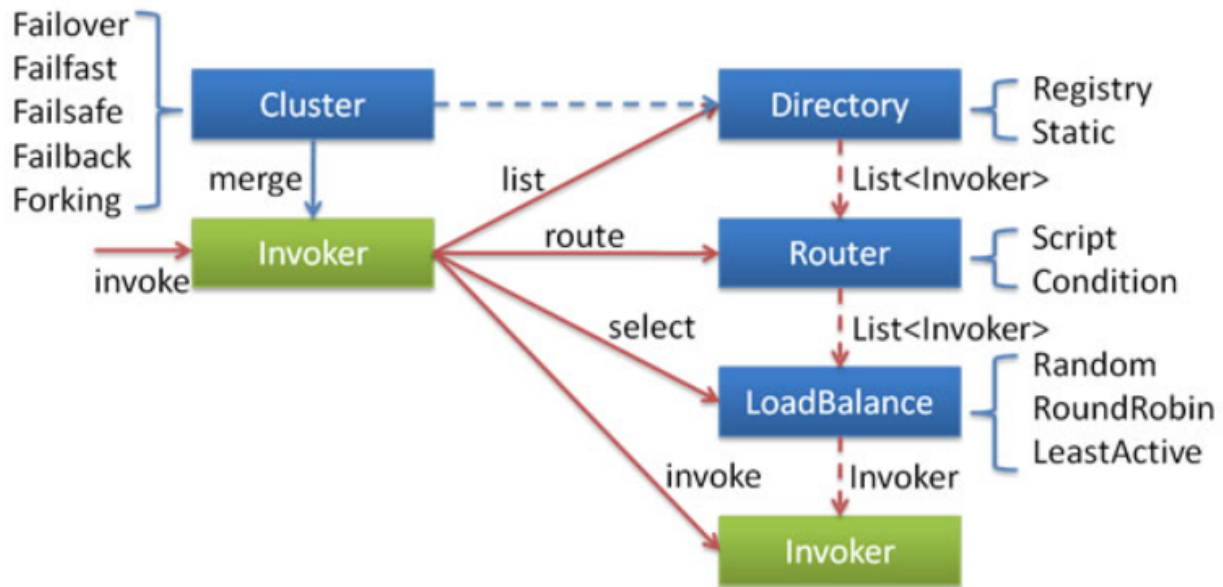 Failover
Failfast
Failsafe
Failback
Forking
Cluster
merge
invoke
Invoker
list
route
select
invoke
Directory
Registry
Static
List<Invoker>
Router
Script
Condition
List<Invoker>
LoadBalance
Random
RoundRobin
LeastActive
Invoker
Invoker